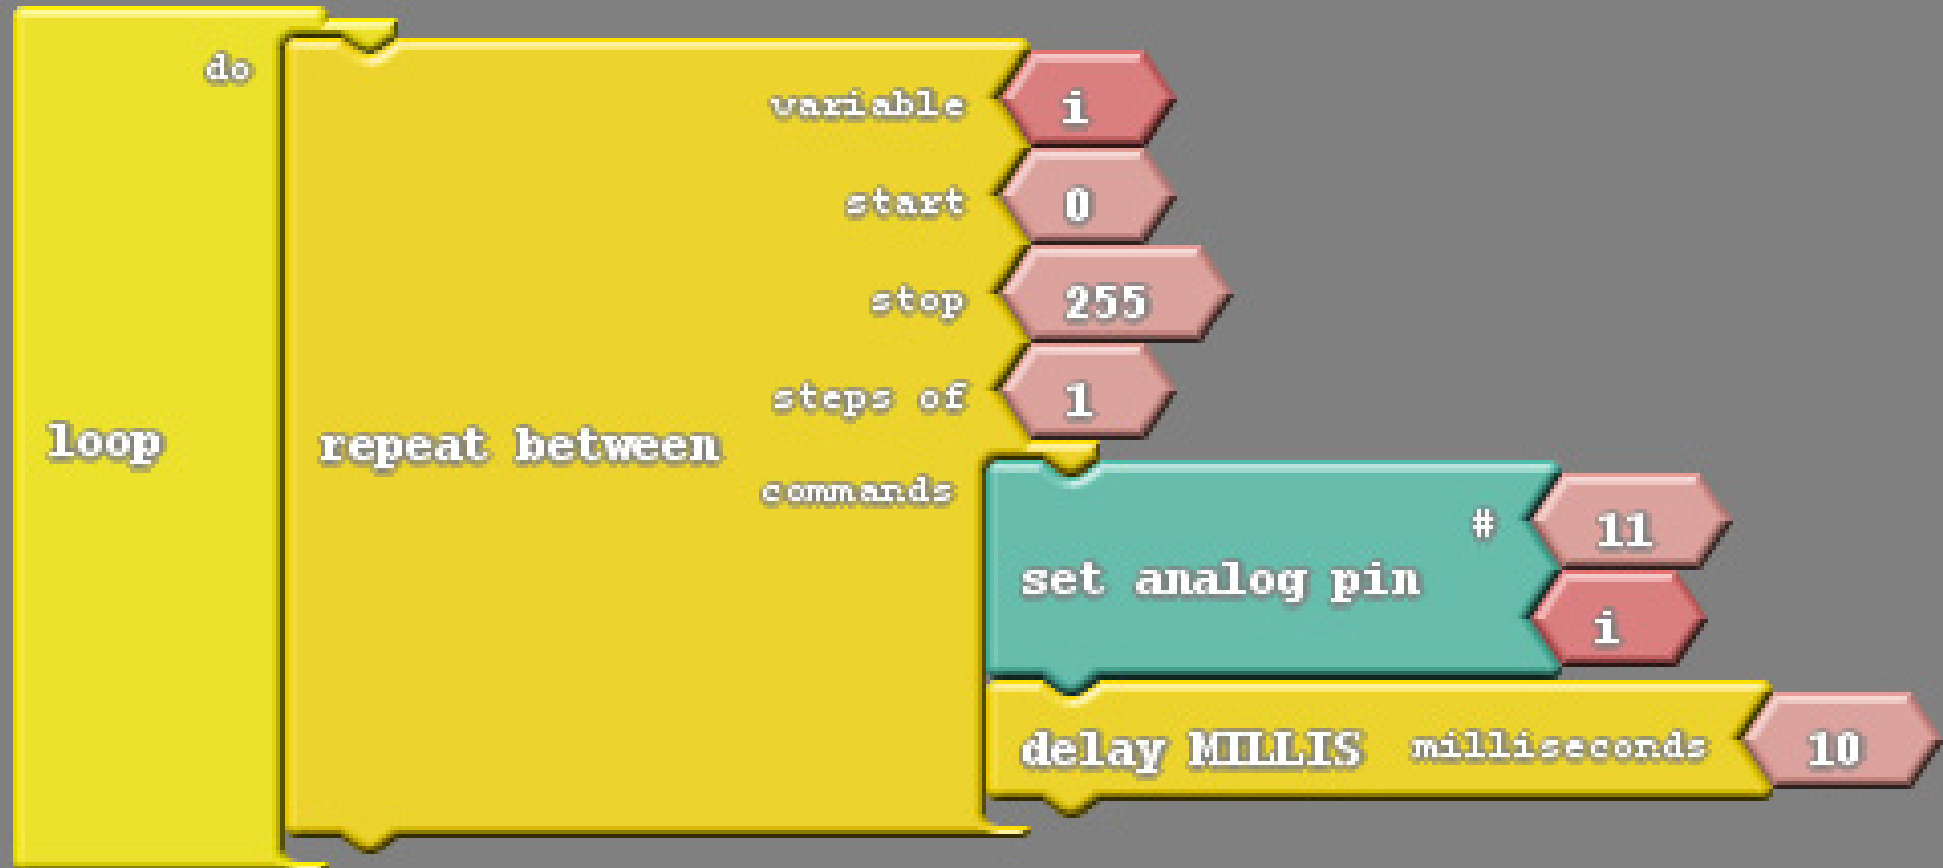 do
variable i
start 0
stop 255
steps of 1
loop
repeat between
commands
# 11
set analog pin
i
delay MILLIS milliseconds 10